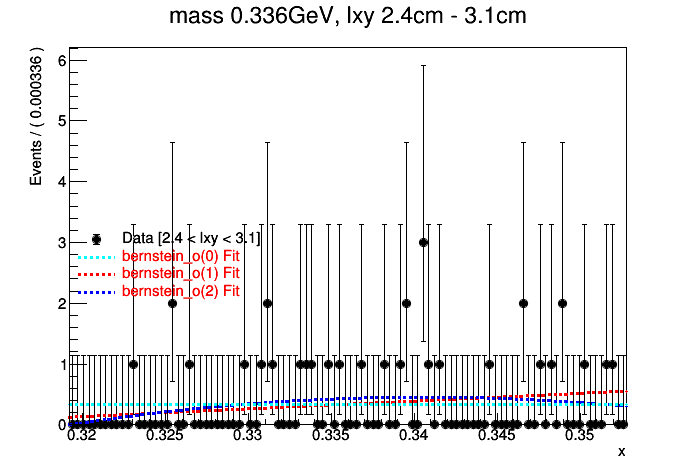 mass 0.336GeV, lxy 2.4cm - 3.1cm
Events / ( 0.000336 )
6
5
4
3
2
1
0
Data [2.4 < lxy < 3.1]
bernstein_o(0) Fit
bernstein_o(1) Fit
bernstein_o(2) Fit
0.32 0.325 0.33 0.335 0.34 0.345 0.35
x